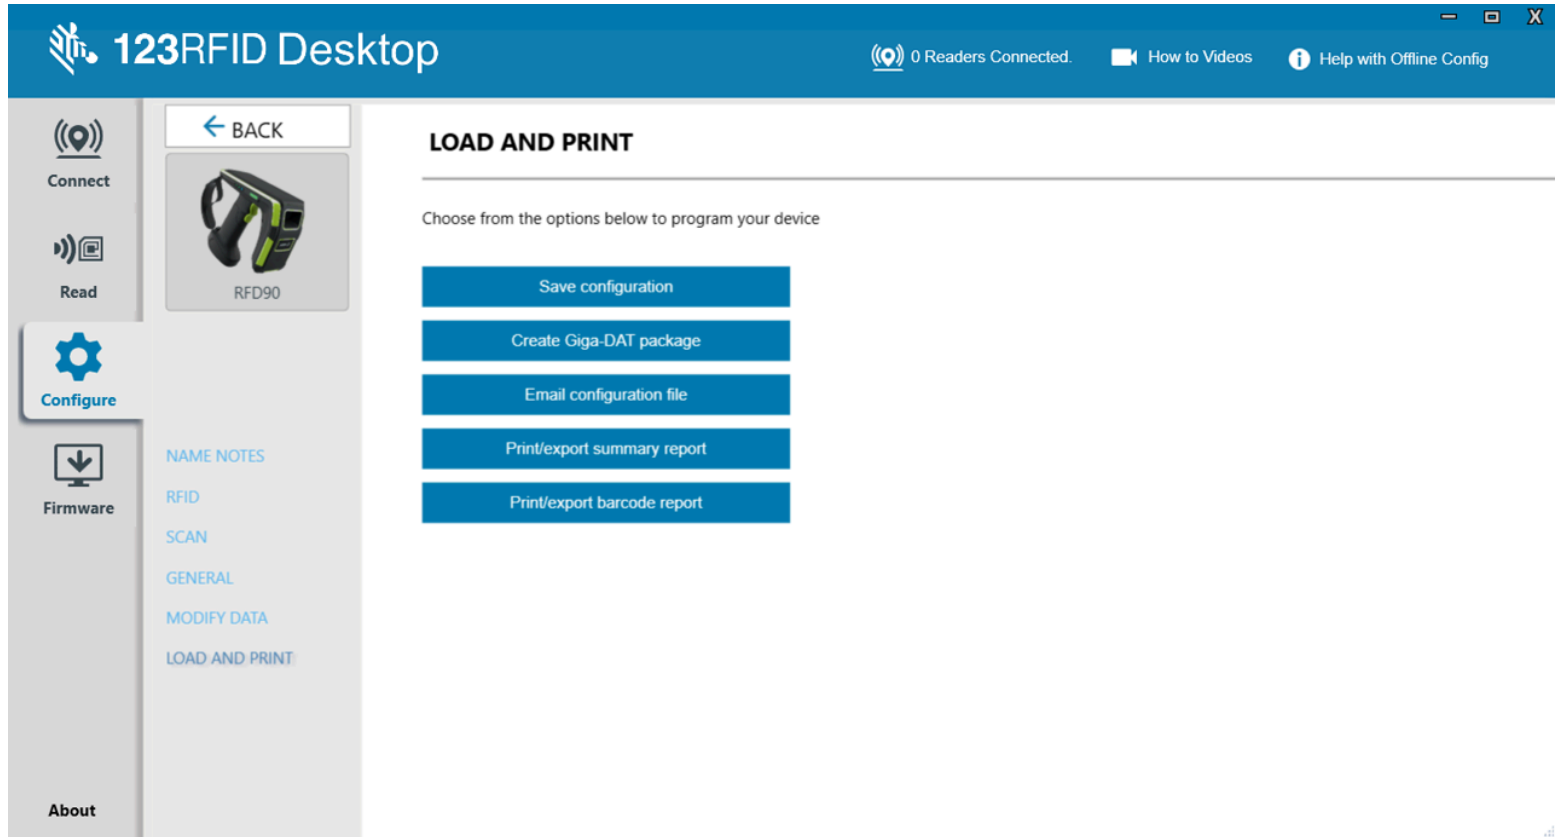 123RFID Desktop
0 Readers Connected.
How to Videos
Help with Offline Config
Connect
Read
Configure
Firmware
About
BACK
RFD90
NAME NOTES
RFID
SCAN
GENERAL
MODIFY DATA
LOAD AND PRINT
LOAD AND PRINT
Choose from the options below to program your device
Save configuration
Create Giga-DAT package
Email configuration file
Print/export summary report
Print/export barcode report